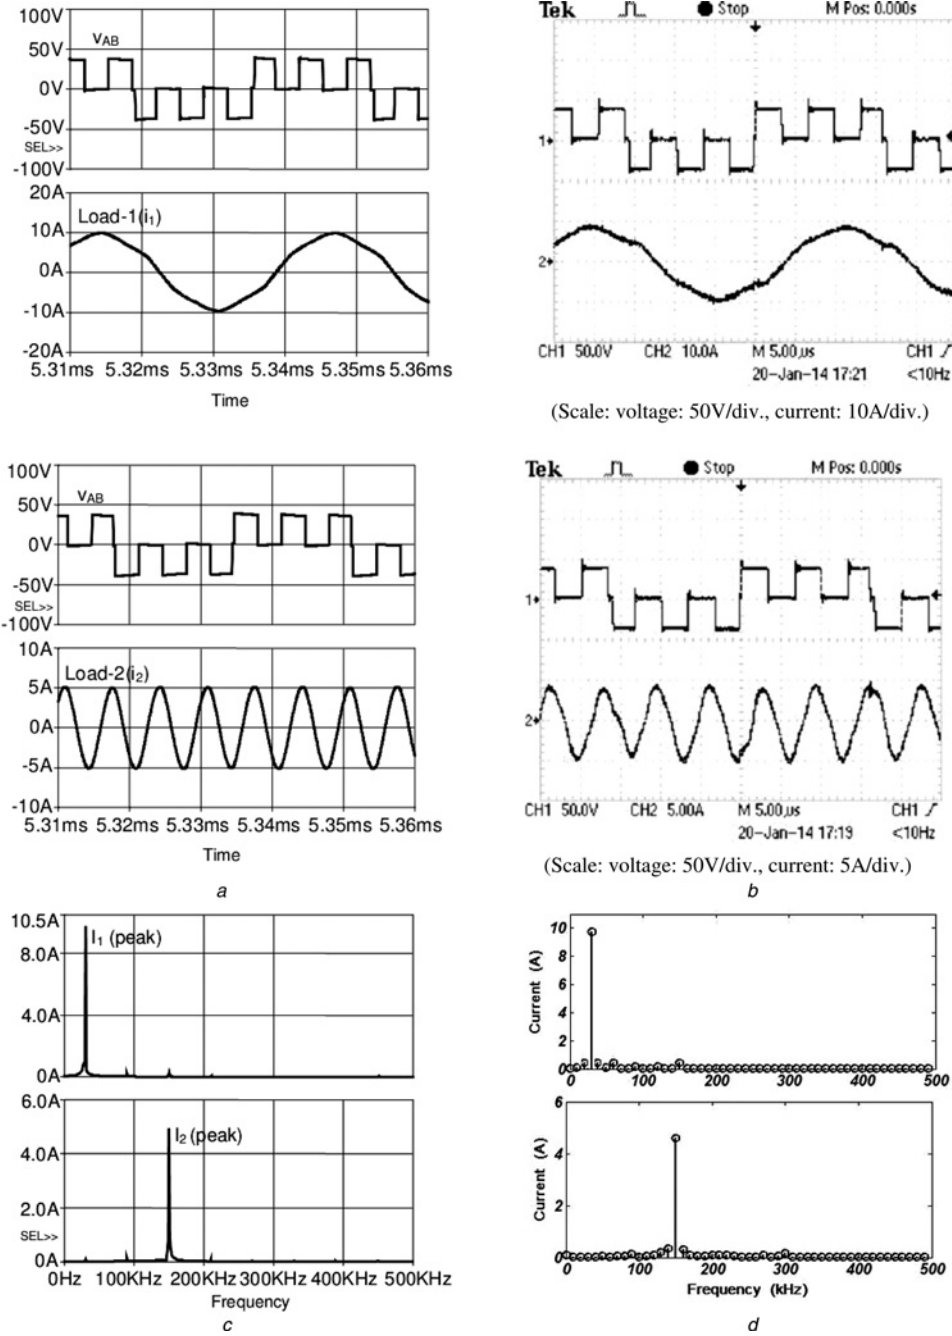 100V
50V
0V
-50V
SEL>>
-100V
v_AB
20A
10A
0A
-10A
-20A
Load-1(i_1)
5.31ms 5.32ms 5.33ms 5.34ms 5.35ms 5.36ms
Time
Tek Stop M Pos: 0.000s
1
2
CH1 50.0V CH2 10.0A M 5.00µs CH1
20-Jan-14 17:21 <10Hz
(Scale: voltage: 50V/div., current: 10A/div.)
100V
50V
0V
-50V
SEL>>
-100V
v_AB
10A
5A
0A
-5A
-10A
Load-2(i_2)
5.31ms 5.32ms 5.33ms 5.34ms 5.35ms 5.36ms
Time
a
Tek Stop M Pos: 0.000s
1
2
CH1 50.0V CH2 5.00A M 5.00µs CH1
20-Jan-14 17:19 <10Hz
(Scale: voltage: 50V/div., current: 5A/div.)
b
10.5A
8.0A
4.0A
0A
I_1 (peak)
6.0A
4.0A
2.0A
SEL>>
0A
I_2 (peak)
0Hz 100KHz 200KHz 300KHz 400KHz 500KHz
Frequency
c
Current (A)
10
8
6
4
2
0
0 100 200 300 400 500
Current (A)
6
4
2
0
0 100 200 300 400 500
Frequency (kHz)
d